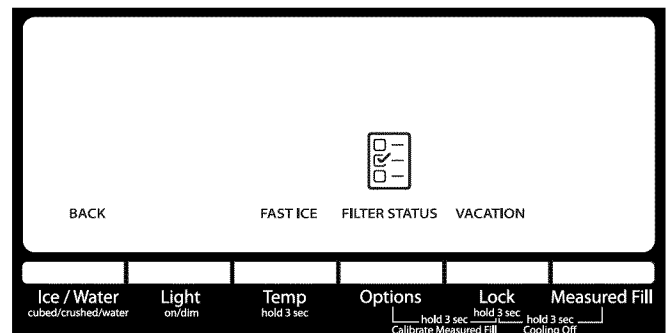 BACK FAST ICE FILTER STATUS VACATION
Ice / Water Light Temp Options Lock Measured Fill
cubed/crushed/water on/dim hold 3 sec hold 3 sec
hold 3 sec hold 3 sec
Calibrate Measured Fill Cooling Off